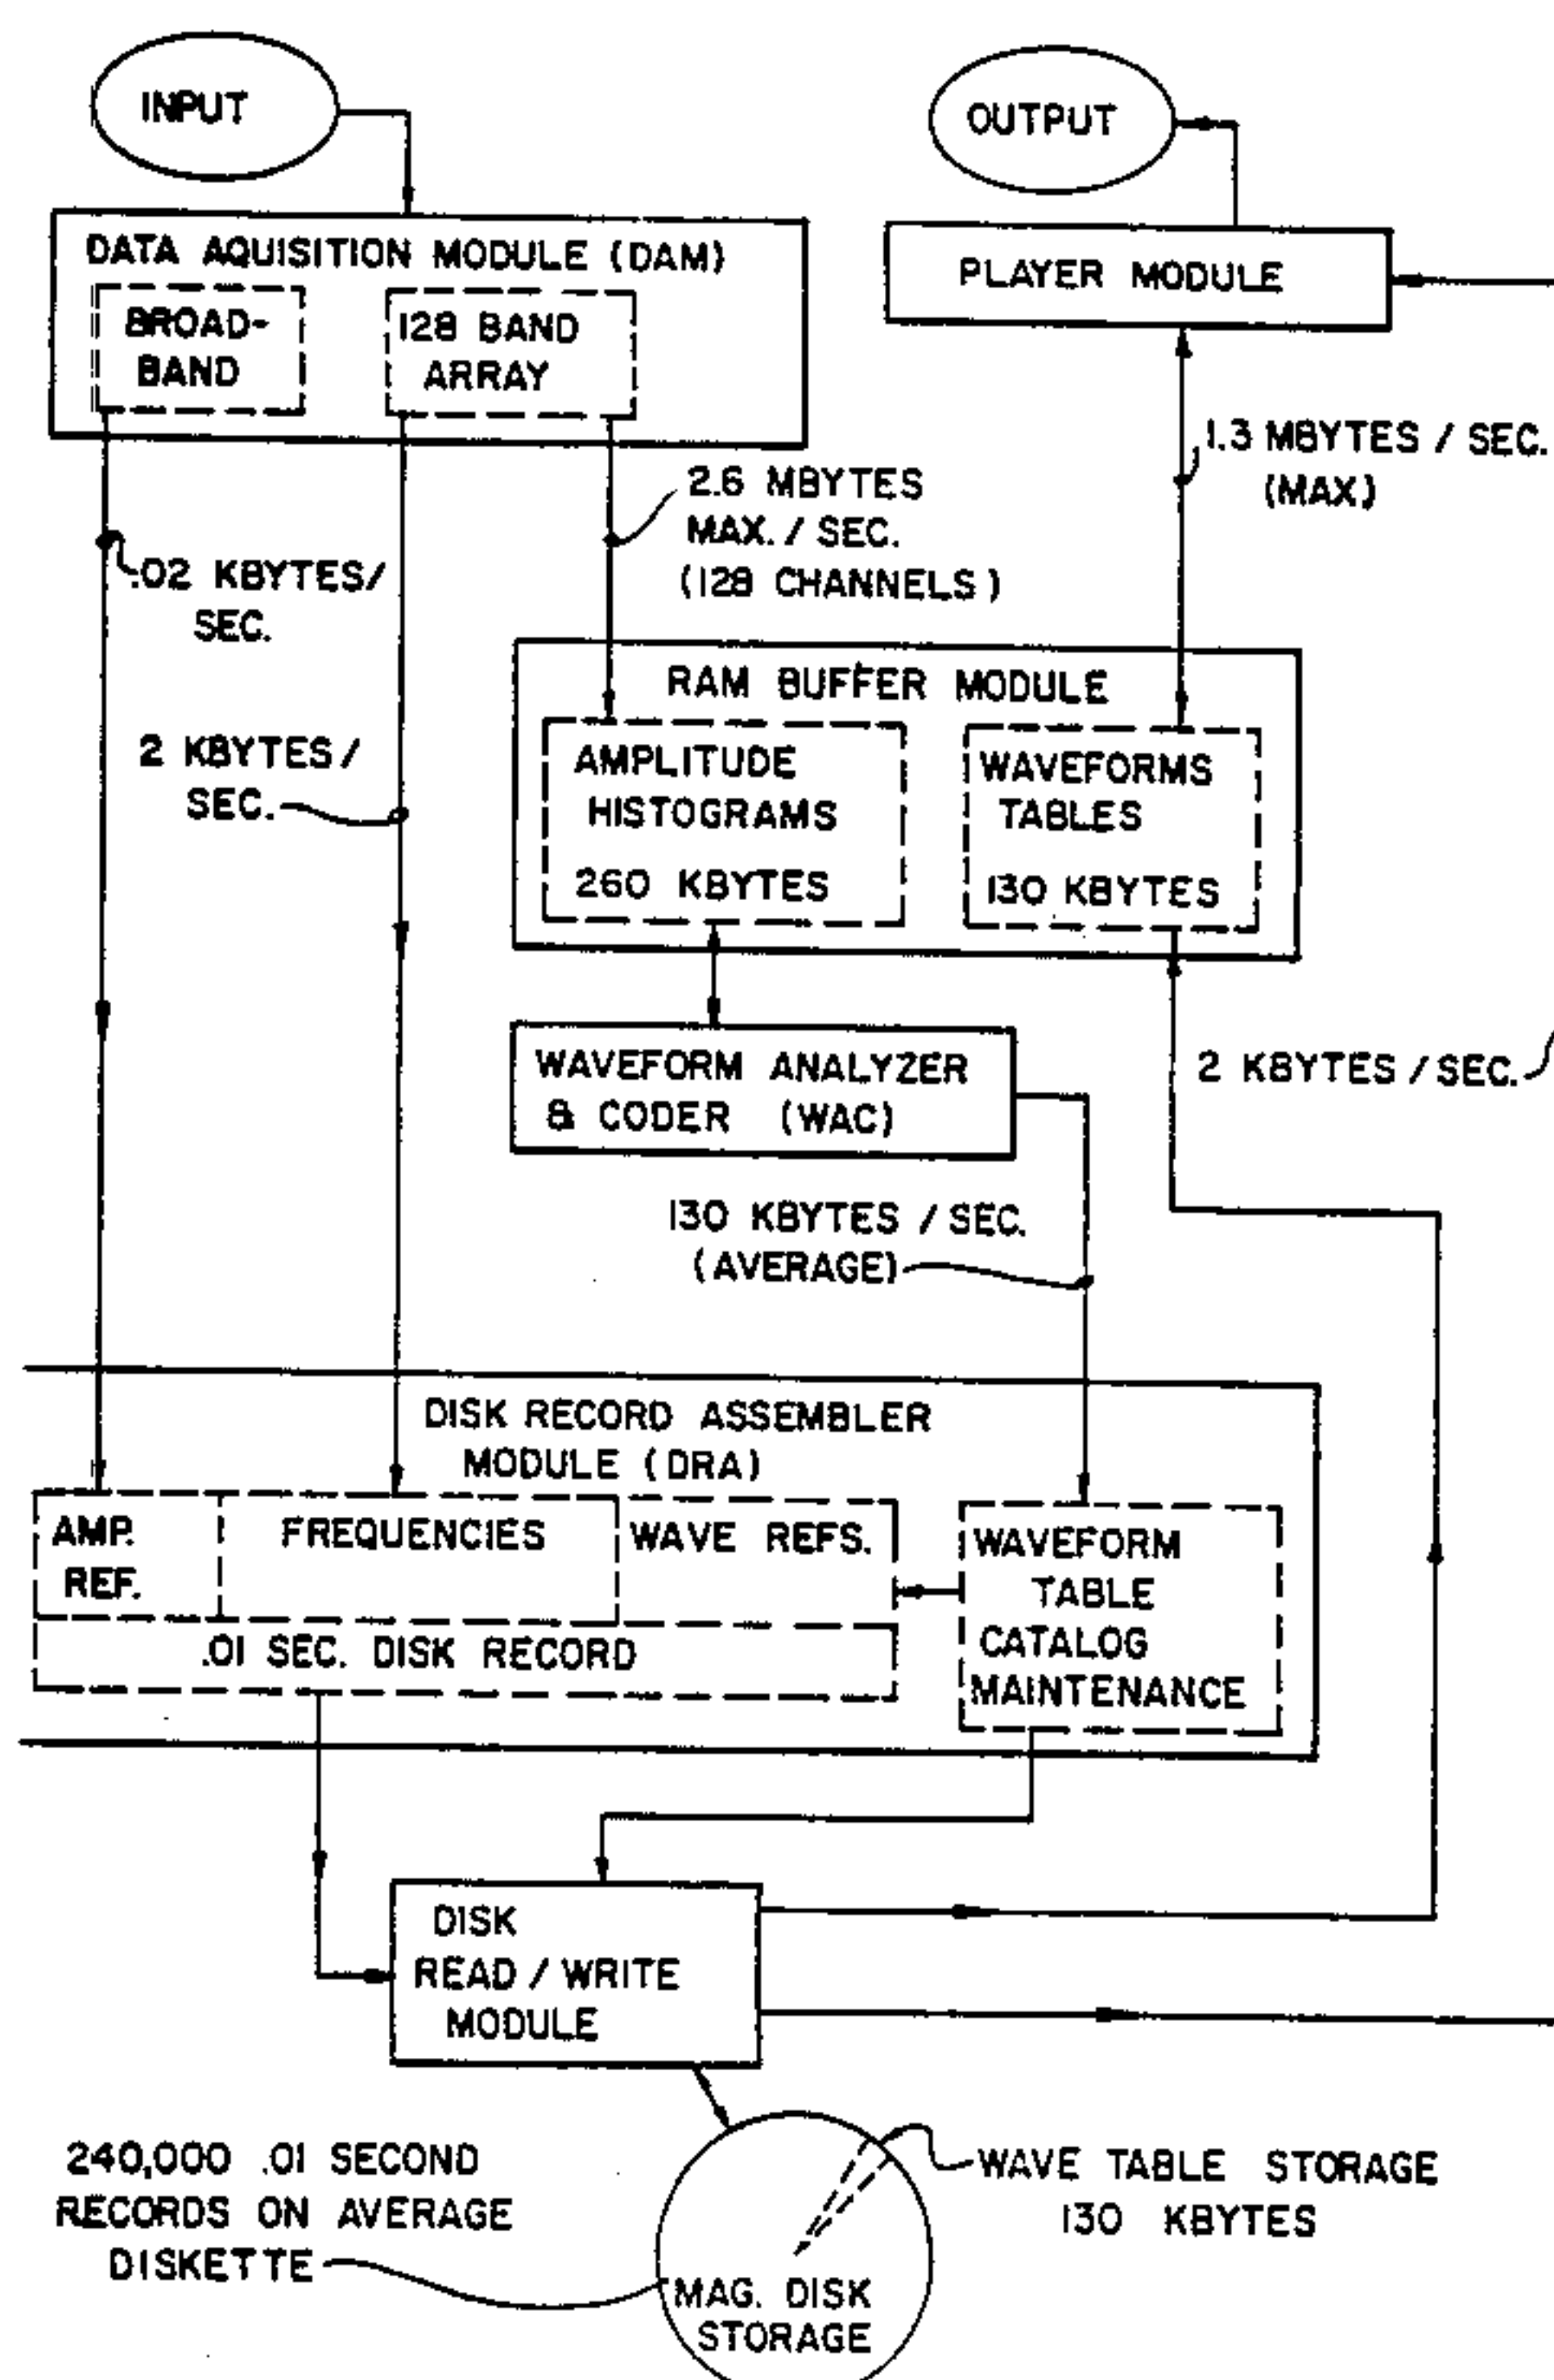 INPUT
OUTPUT
DATA AQUISITION MODULE (DAM)
BROAD-
BAND
128 BAND
ARRAY
PLAYER MODULE
1.3 MBYTES / SEC.
(MAX)
2.6 MBYTES
MAX. / SEC.
(128 CHANNELS)
.02 KBYTES/
SEC.
2 KBYTES /
SEC.
RAM BUFFER MODULE
AMPLITUDE
HISTOGRAMS
260 KBYTES
WAVEFORMS
TABLES
130 KBYTES
WAVEFORM ANALYZER
& CODER (WAC)
2 KBYTES / SEC.
130 KBYTES / SEC.
(AVERAGE)
DISK RECORD ASSEMBLER
MODULE (DRA)
AMP.
REF.
FREQUENCIES
WAVE REFS.
.01 SEC. DISK RECORD
WAVEFORM
TABLE
CATALOG
MAINTENANCE
DISK
READ / WRITE
MODULE
240,000 .01 SECOND
RECORDS ON AVERAGE
DISKETTE
WAVE TABLE STORAGE
130 KBYTES
MAG. DISK
STORAGE